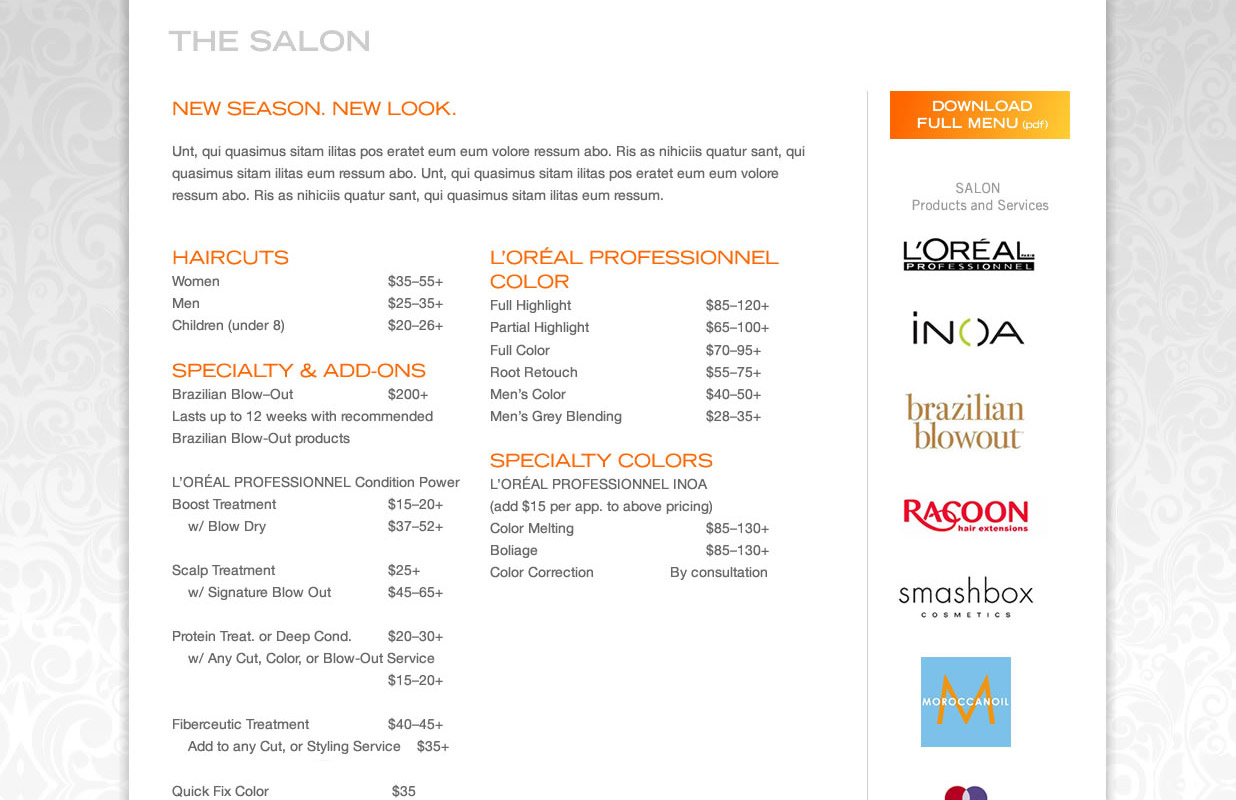 THE SALON
NEW SEASON. NEW LOOK.
Unt, qui quasimus sitam ilitas pos eratet eum eum volore ressum abo. Ris as nihiciis quatur sant, qui
quasimus sitam ilitas eum ressum abo. Unt, qui quasimus sitam ilitas pos eratet eum eum volore
ressum abo. Ris as nihiciis quatur sant, qui quasimus sitam ilitas eum ressum.
HAIRCUTS
Women $35–55+
Men $25–35+
Children (under 8) $20–26+
SPECIALTY & ADD-ONS
Brazilian Blow–Out $200+
Lasts up to 12 weeks with recommended
Brazilian Blow-Out products
L'ORÉAL PROFESSIONNEL Condition Power
Boost Treatment $15–20+
w/ Blow Dry $37–52+
Scalp Treatment $25+
w/ Signature Blow Out $45–65+
Protein Treat. or Deep Cond. $20–30+
w/ Any Cut, Color, or Blow-Out Service
$15–20+
Fiberceutic Treatment $40–45+
Add to any Cut, or Styling Service $35+
Quick Fix Color $35
L'ORÉAL PROFESSIONNEL
COLOR
Full Highlight $85–120+
Partial Highlight $65–100+
Full Color $70–95+
Root Retouch $55–75+
Men's Color $40–50+
Men's Grey Blending $28–35+
SPECIALTY COLORS
L'ORÉAL PROFESSIONNEL INOA
(add $15 per app. to above pricing)
Color Melting $85–130+
Boliage $85–130+
Color Correction By consultation
DOWNLOAD
FULL MENU (pdf)
SALON
Products and Services
L'ORÉAL
PARIS
PROFESSIONNEL
iNOA
brazilian
blowout
RACOON
hair extensions
smashbox
COSMETICS
M
MOROCCANOIL